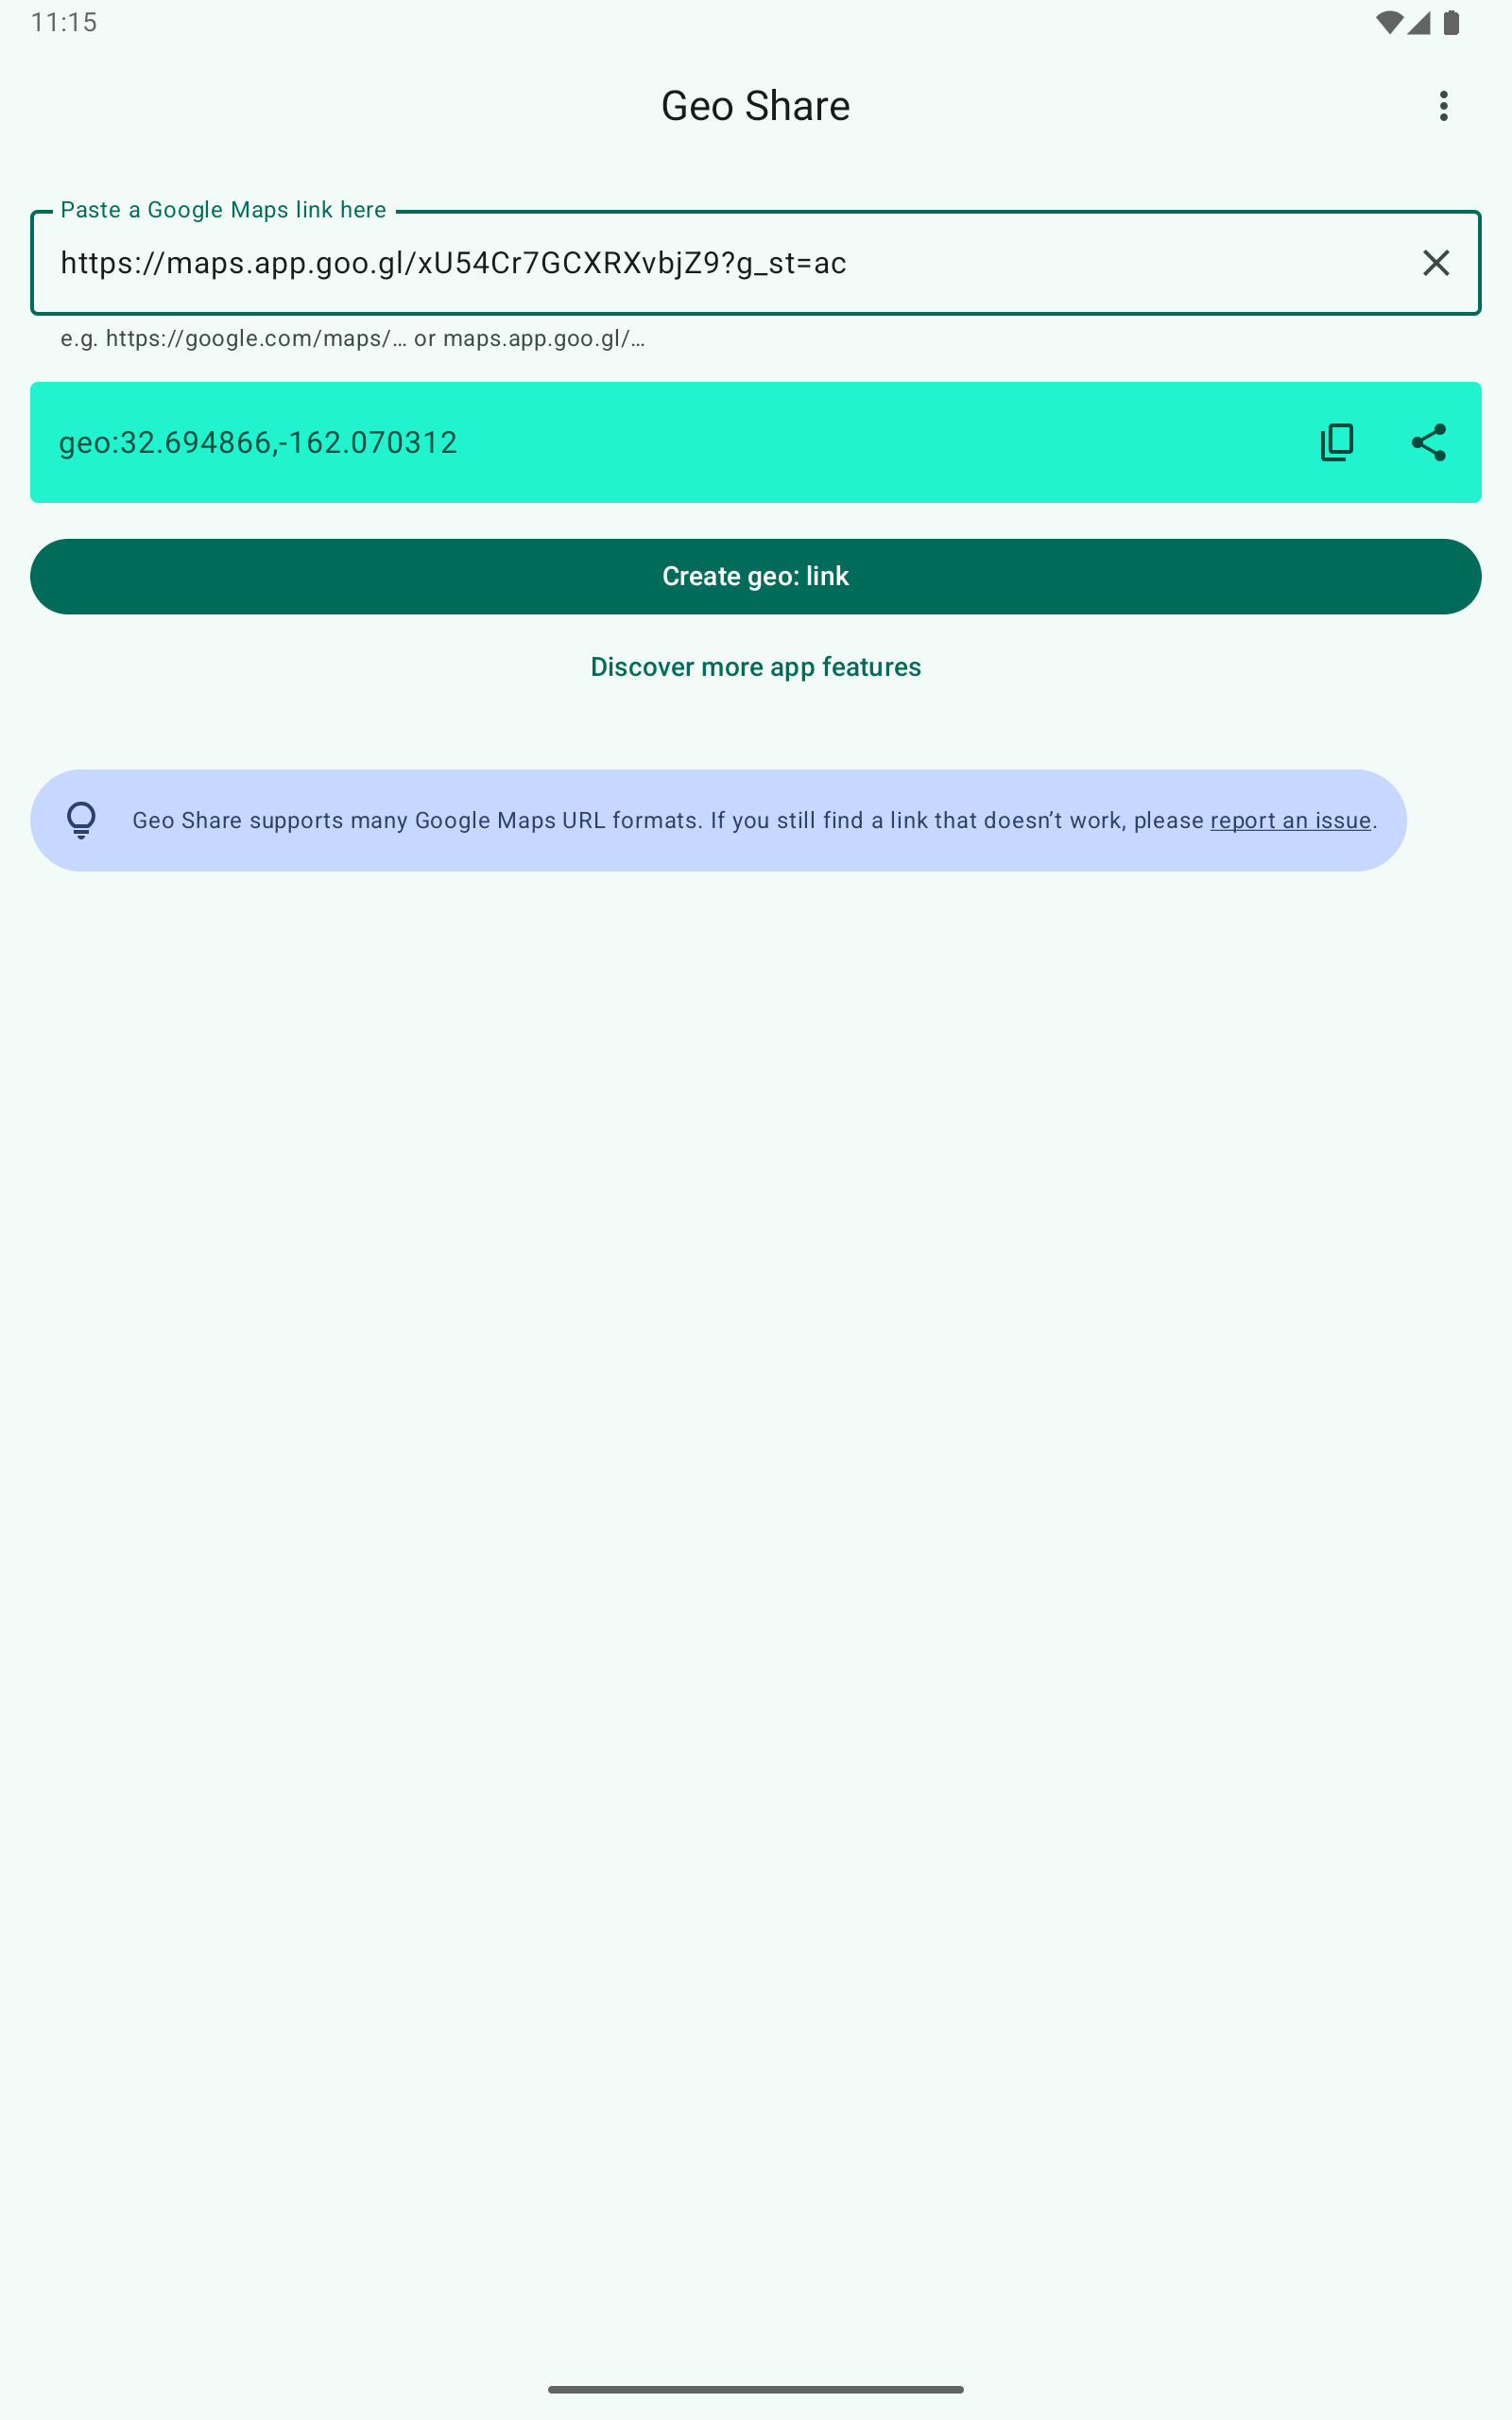 11:15
Geo Share
Paste a Google Maps link here
https://maps.app.goo.gl/xU54Cr7GCXRXvbjZ9?g_st=ac
e.g. https://google.com/maps/… or maps.app.goo.gl/…
geo:32.694866,-162.070312
Create geo: link
Discover more app features
Geo Share supports many Google Maps URL formats. If you still find a link that doesn’t work, please report an issue.